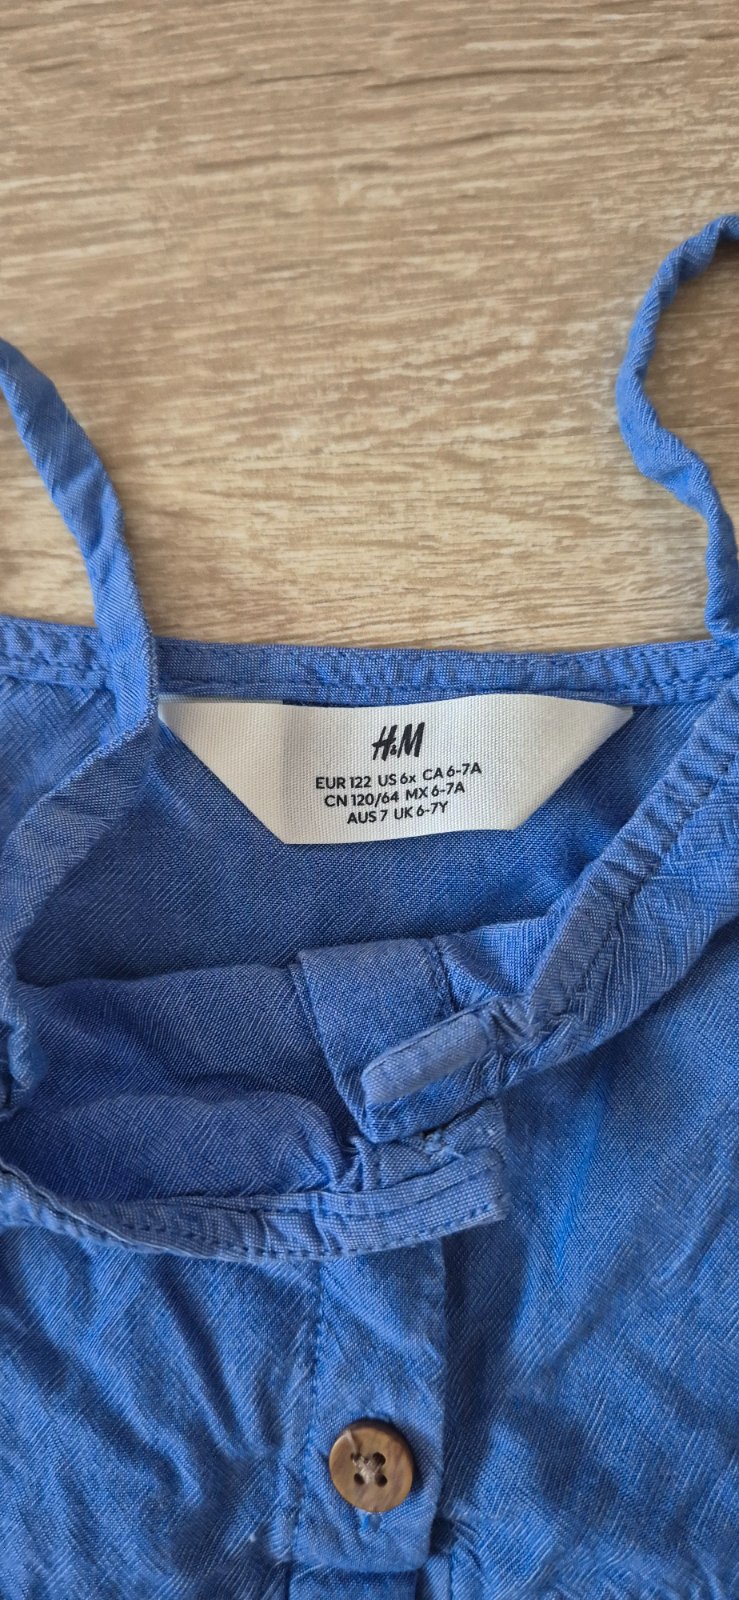 H&M
EUR 122 US 6x CA 6-7A
CN 120/64 MX 6-7A
AUS 7 UK 6-7Y